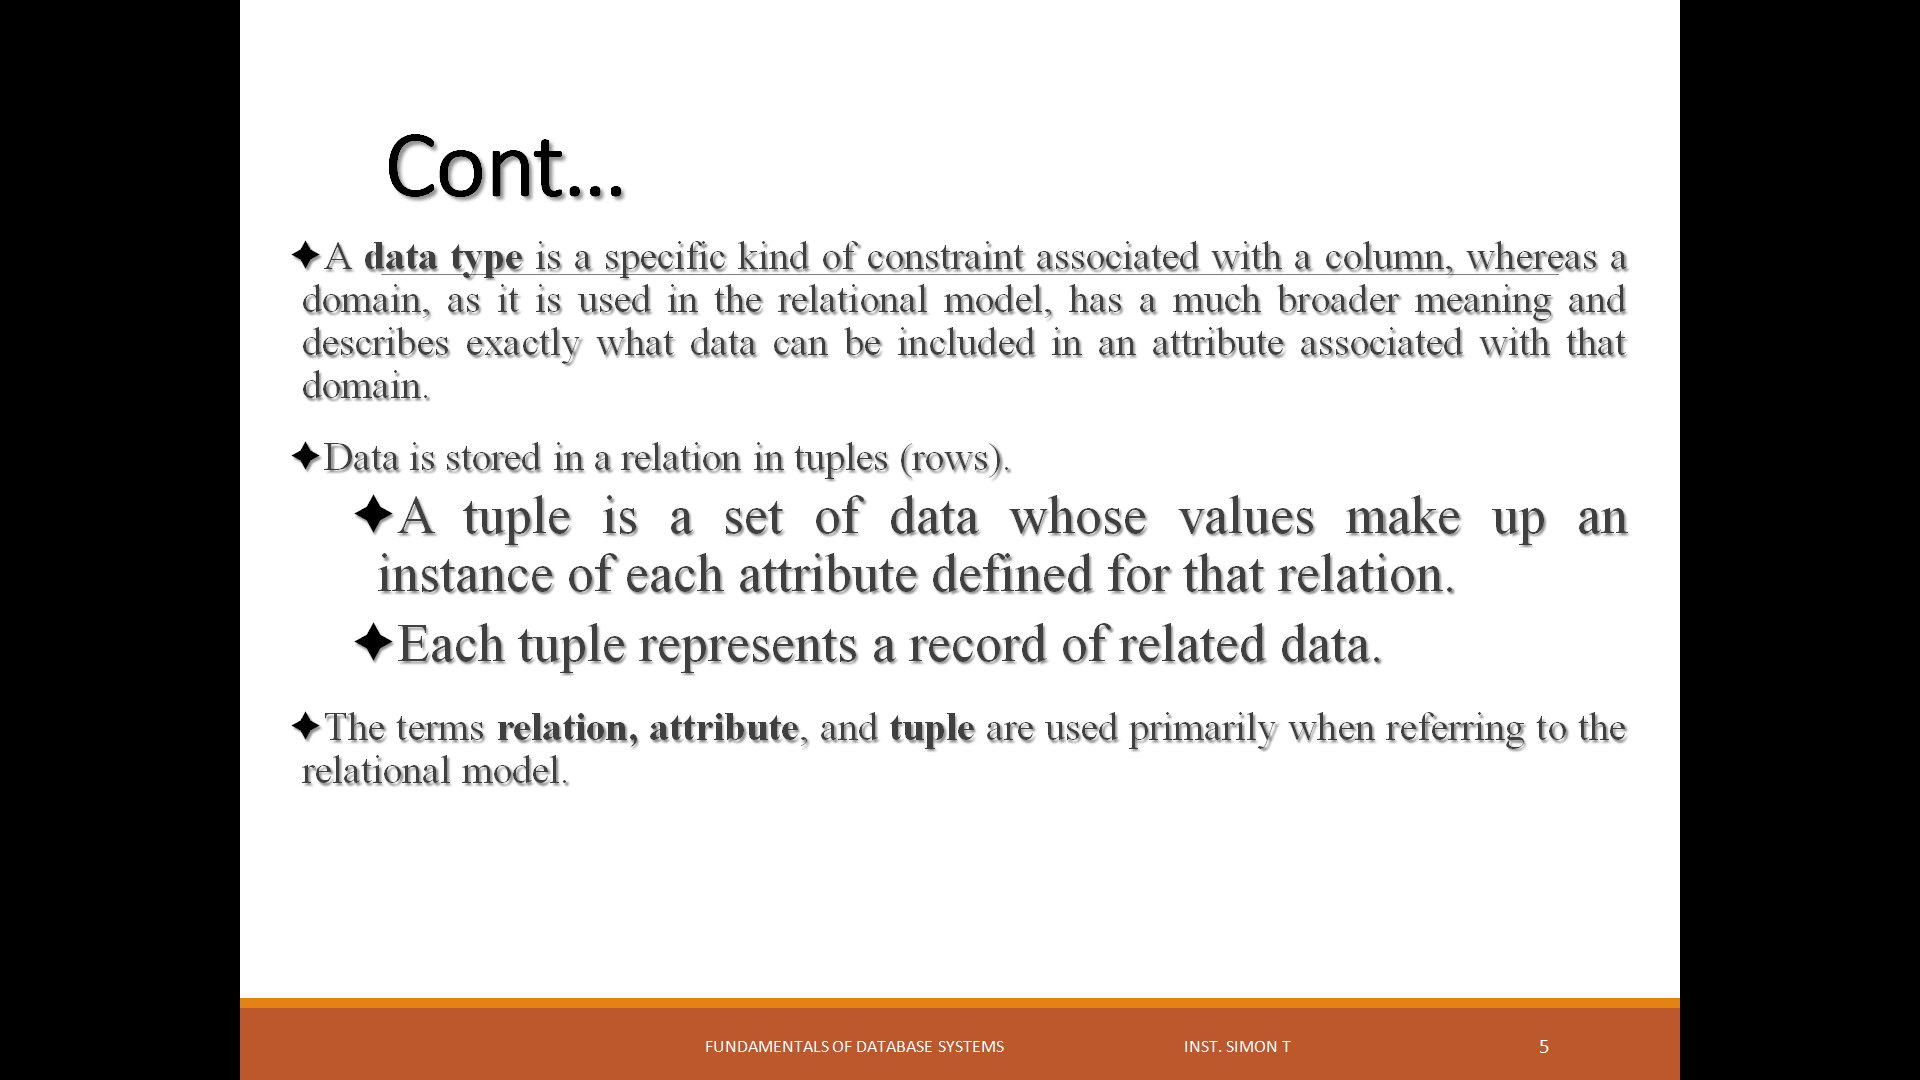 Cont...
✦A data type is a specific kind of constraint associated with a column, whereas a
domain, as it is used in the relational model, has a much broader meaning and
describes exactly what data can be included in an attribute associated with that
domain.
✦Data is stored in a relation in tuples (rows).
✦A tuple is a set of data whose values make up an
instance of each attribute defined for that relation.
✦Each tuple represents a record of related data.
✦The terms relation, attribute, and tuple are used primarily when referring to the
relational model.
FUNDAMENTALS OF DATABASE SYSTEMS INST. SIMON T 5